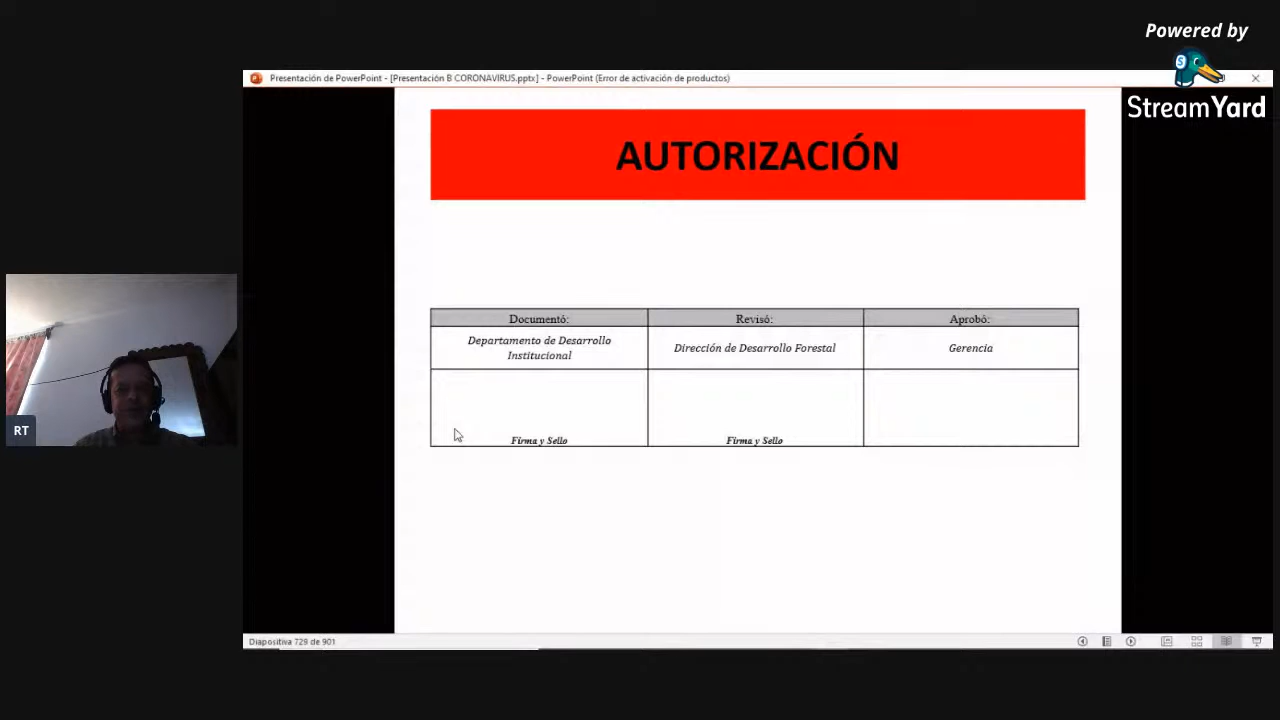 Powered by
StreamYard
Presentación de PowerPoint - [Presentación B CORONAVIRUS.pptx] - PowerPoint (Error de activación de productos)
AUTORIZACIÓN
Documentó: Revisó: Aprobó:
Departamento de Desarrollo
Institucional
Dirección de Desarrollo Forestal
Gerencia
Firma y Sello Firma y Sello
RT
Diapositiva 729 de 901